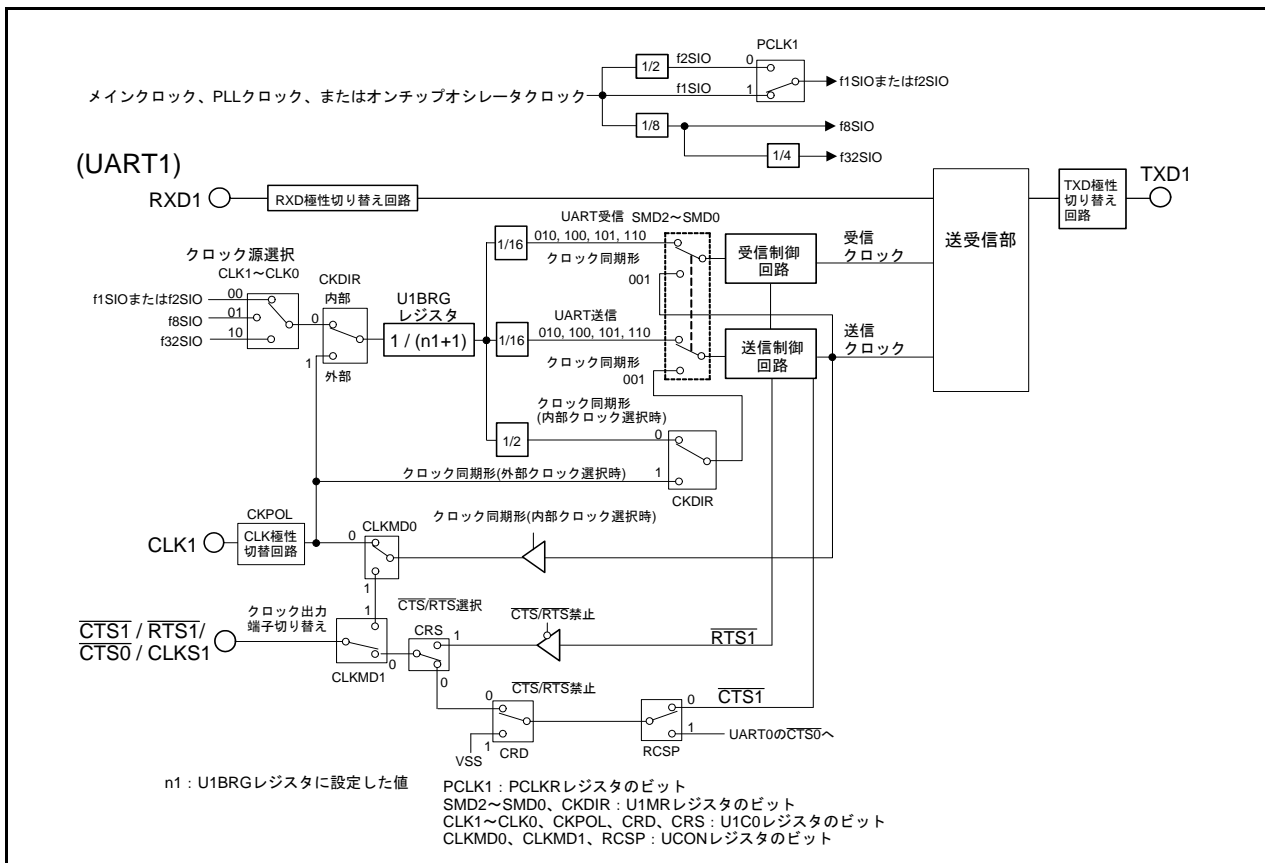 PCLK1
1/2
f2SIO
0
メインクロック、PLLクロック、またはオンチップオシレータクロック
f1SIO
1
f1SIOまたはf2SIO
1/8
f8SIO
1/4
f32SIO
(UART1)
RXD1
RXD極性切り替え回路
送受信部
TXD極性
切り替え
回路
TXD1
クロック源選択
CLK1～CLK0
f1SIOまたはf2SIO
00
f8SIO
01
f32SIO
10
CKDIR
内部
0
1
外部
U1BRG
レジスタ
1 / (n1+1)
1/16
UART受信
SMD2～SMD0
010, 100, 101, 110
クロック同期形
001
受信制御
回路
受信
クロック
1/16
UART送信
010, 100, 101, 110
クロック同期形
001
送信制御
回路
送信
クロック
クロック同期形
(内部クロック選択時)
1/2
0
クロック同期形(外部クロック選択時)
1
CKDIR
CLK1
CKPOL
CLK極性
切替回路
CLKMD0
0
1
クロック同期形(内部クロック選択時)
CTS1 / RTS1/
CTS0 / CLKS1
クロック出力
端子切り替え
1
0
CLKMD1
CTS/RTS選択
CRS
1
0
CTS/RTS禁止
RTS1
CTS/RTS禁止
0
1
VSS
CRD
CTS1
0
1
RCSP
UART0のCTS0へ
n1：U1BRGレジスタに設定した値
PCLK1：PCLKRレジスタのビット
SMD2～SMD0、CKDIR：U1MRレジスタのビット
CLK1～CLK0、CKPOL、CRD、CRS：U1C0レジスタのビット
CLKMD0、CLKMD1、RCSP：UCONレジスタのビット